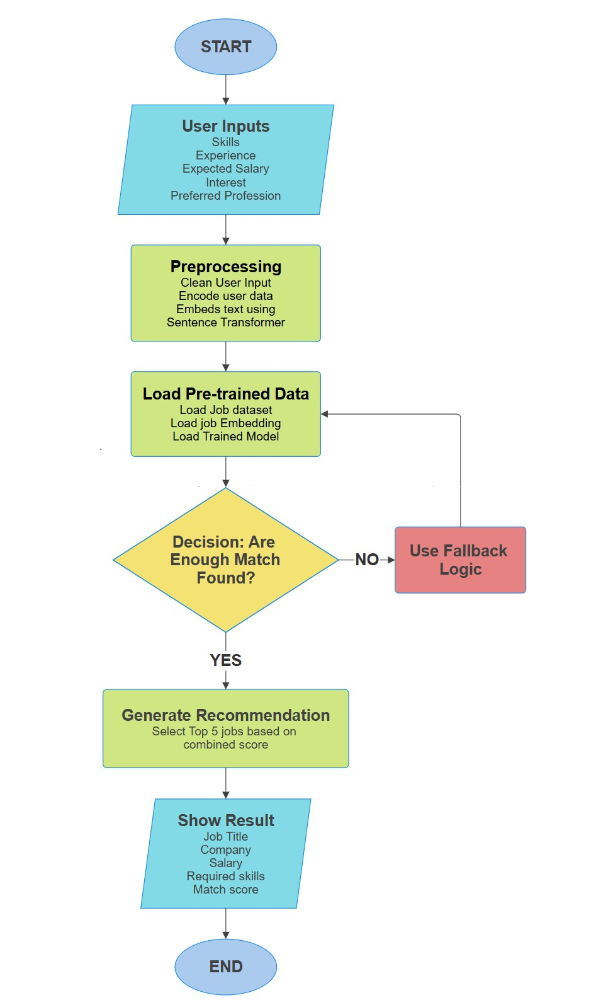 START
User Inputs
Skills
Experience
Expected Salary
Interest
Preferred Profession
Preprocessing
Clean User Input
Encode user data
Embeds text using
Sentence Transformer
Load Pre-trained Data
Load Job dataset
Load job Embedding
Load Trained Model
Decision: Are
Enough Match
Found?
NO
Use Fallback
Logic
YES
Generate Recommendation
Select Top 5 jobs based on
combined score
Show Result
Job Title
Company
Salary
Required skills
Match score
END